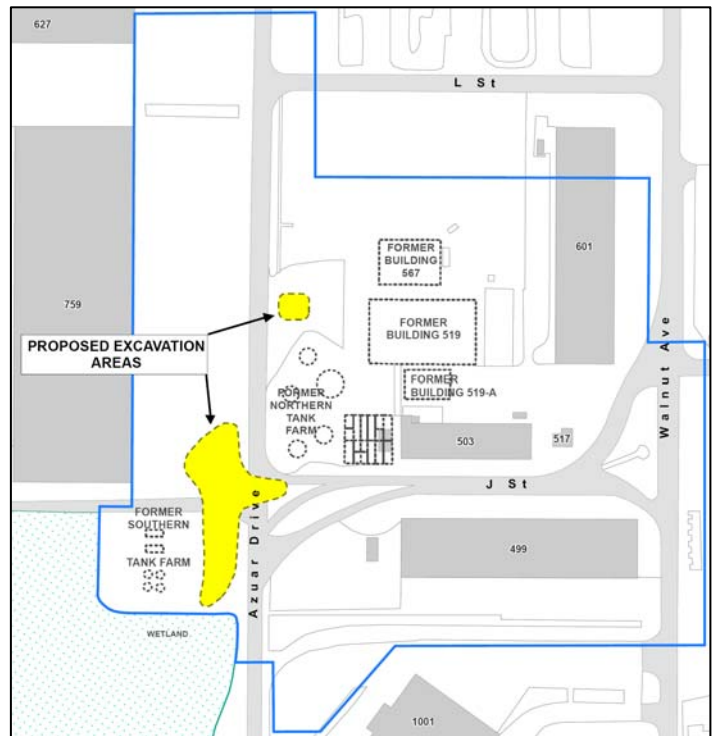 627
L St
601
FORMER
BUILDING
567
759
FORMER
BUILDING 519
PROPOSED EXCAVATION
AREAS
FORMER
BUILDING 519-A
FORMER
NORTHERN
TANK
FARM
Walnut Ave
503
517
J St
Azuar Drive
FORMER
SOUTHERN
TANK FARM
499
WETLAND
1001